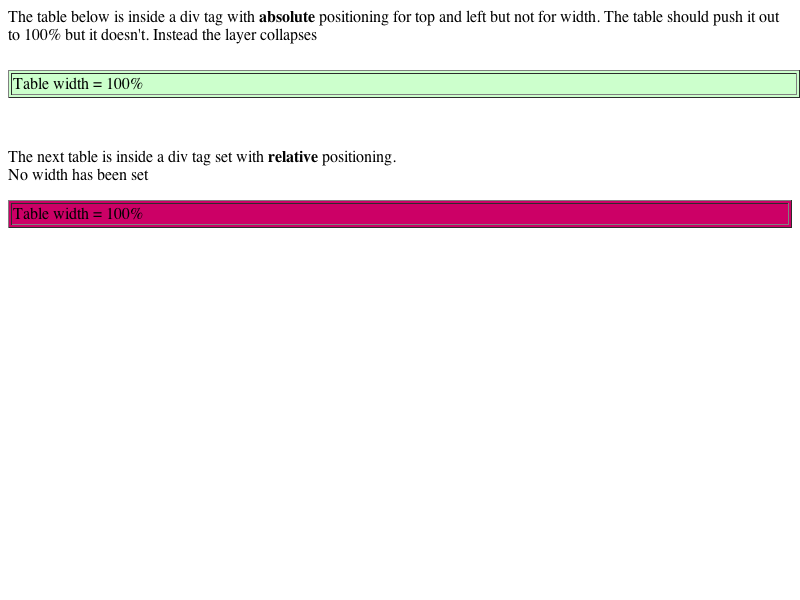 The table below is inside a div tag with absolute positioning for top and left but not for width. The table should push it out
to 100% but it doesn't. Instead the layer collapses
Table width = 100%
The next table is inside a div tag set with relative positioning.
No width has been set
Table width = 100%